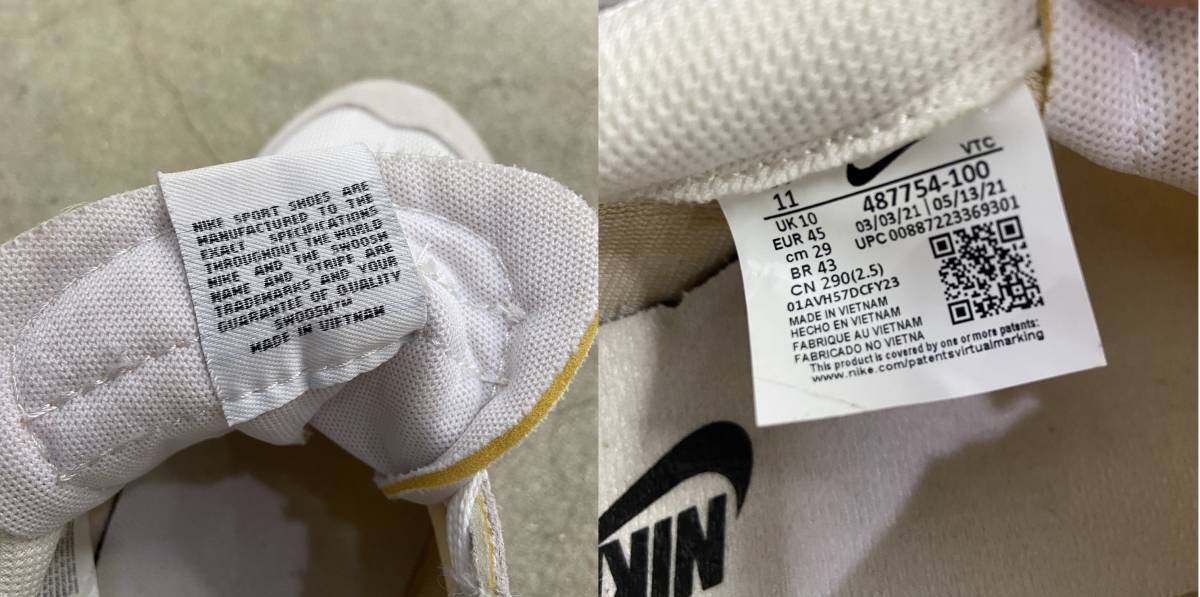 NIKE SPORT SHOES ARE
MANUFACTURED TO THE
EXACT SPECIFICATIONS
THROUGHOUT THE WORLD
NIKE AND THE SWOOSH
NAME AND STRIPE ARE
TRADEMARKS AND YOUR
GUARANTEE OF QUALITY
SWOOSH™
MADE IN VIETNAM
VTC
11
487754-100
UK 10
03/03/21 05/13/21
EUR 45
UPC 00887223369301
cm 29
BR 43
CN 290(2.5)
01AVH57DCFY23
MADE IN VIETNAM
HECHO EN VIETNAM
FABRIQUE AU VIETNAM
FABRICADO NO VIETNA
This product is covered by one or more patents:
www.nike.com/patentsvirtualmarking
NIK